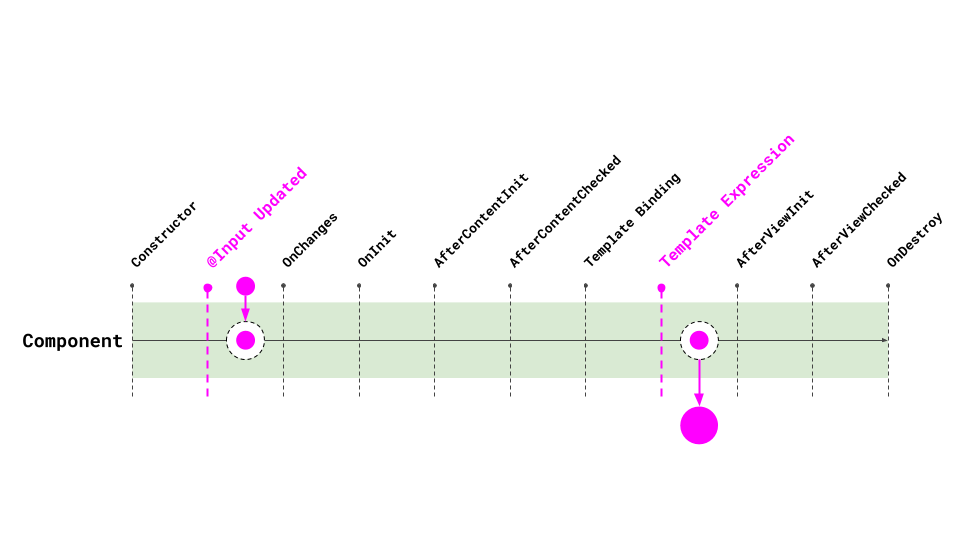 Constructor
@Input Updated
OnChanges
OnInit
AfterContentInit
AfterContentChecked
Template Binding
Template Expression
AfterViewInit
AfterViewChecked
OnDestroy
Component